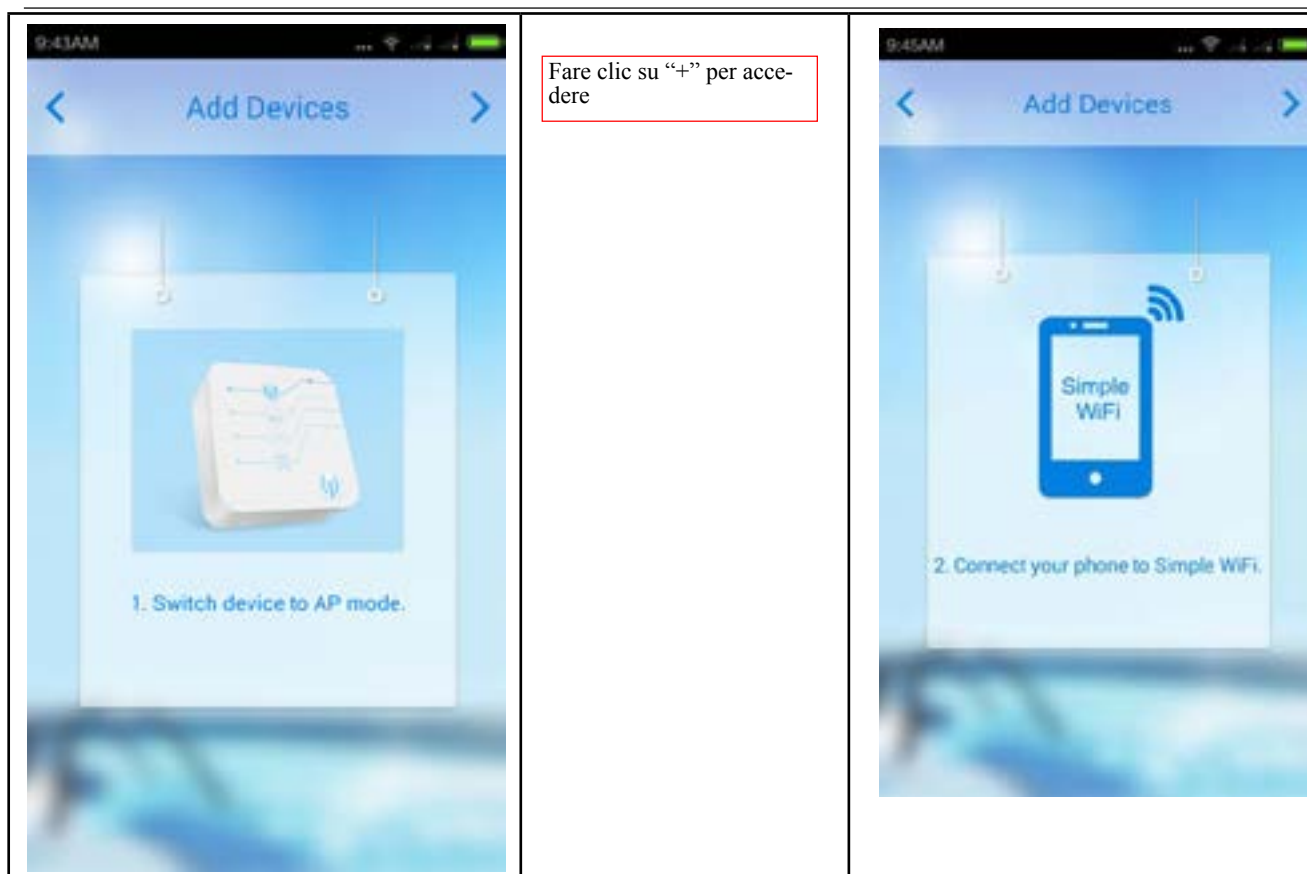 9:43AM
Add Devices
1. Switch device to AP mode.
Fare clic su “+” per acce-
dere
9:45AM
Add Devices
Simple
WiFi
2. Connect your phone to Simple WiFi.